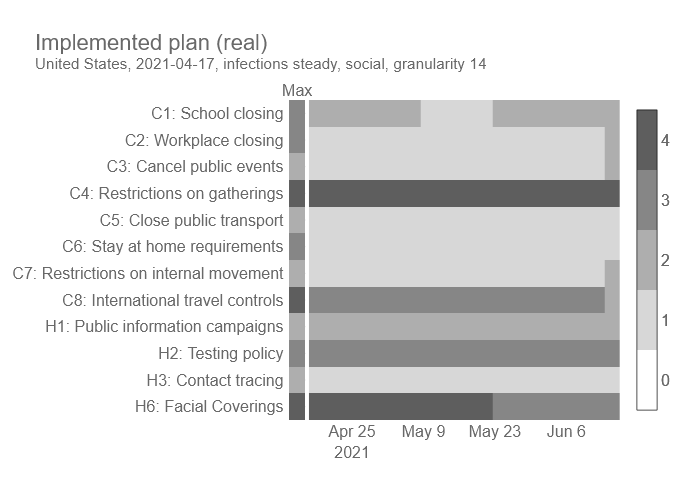 Implemented plan (real)
United States, 2021-04-17, infections steady, social, granularity 14
Max
C1: School closing
C2: Workplace closing
C3: Cancel public events
C4: Restrictions on gatherings
C5: Close public transport
C6: Stay at home requirements
C7: Restrictions on internal movement
C8: International travel controls
H1: Public information campaigns
H2: Testing policy
H3: Contact tracing
H6: Facial Coverings
Apr 25 May 9 May 23 Jun 6
2021
4
3
2
1
0